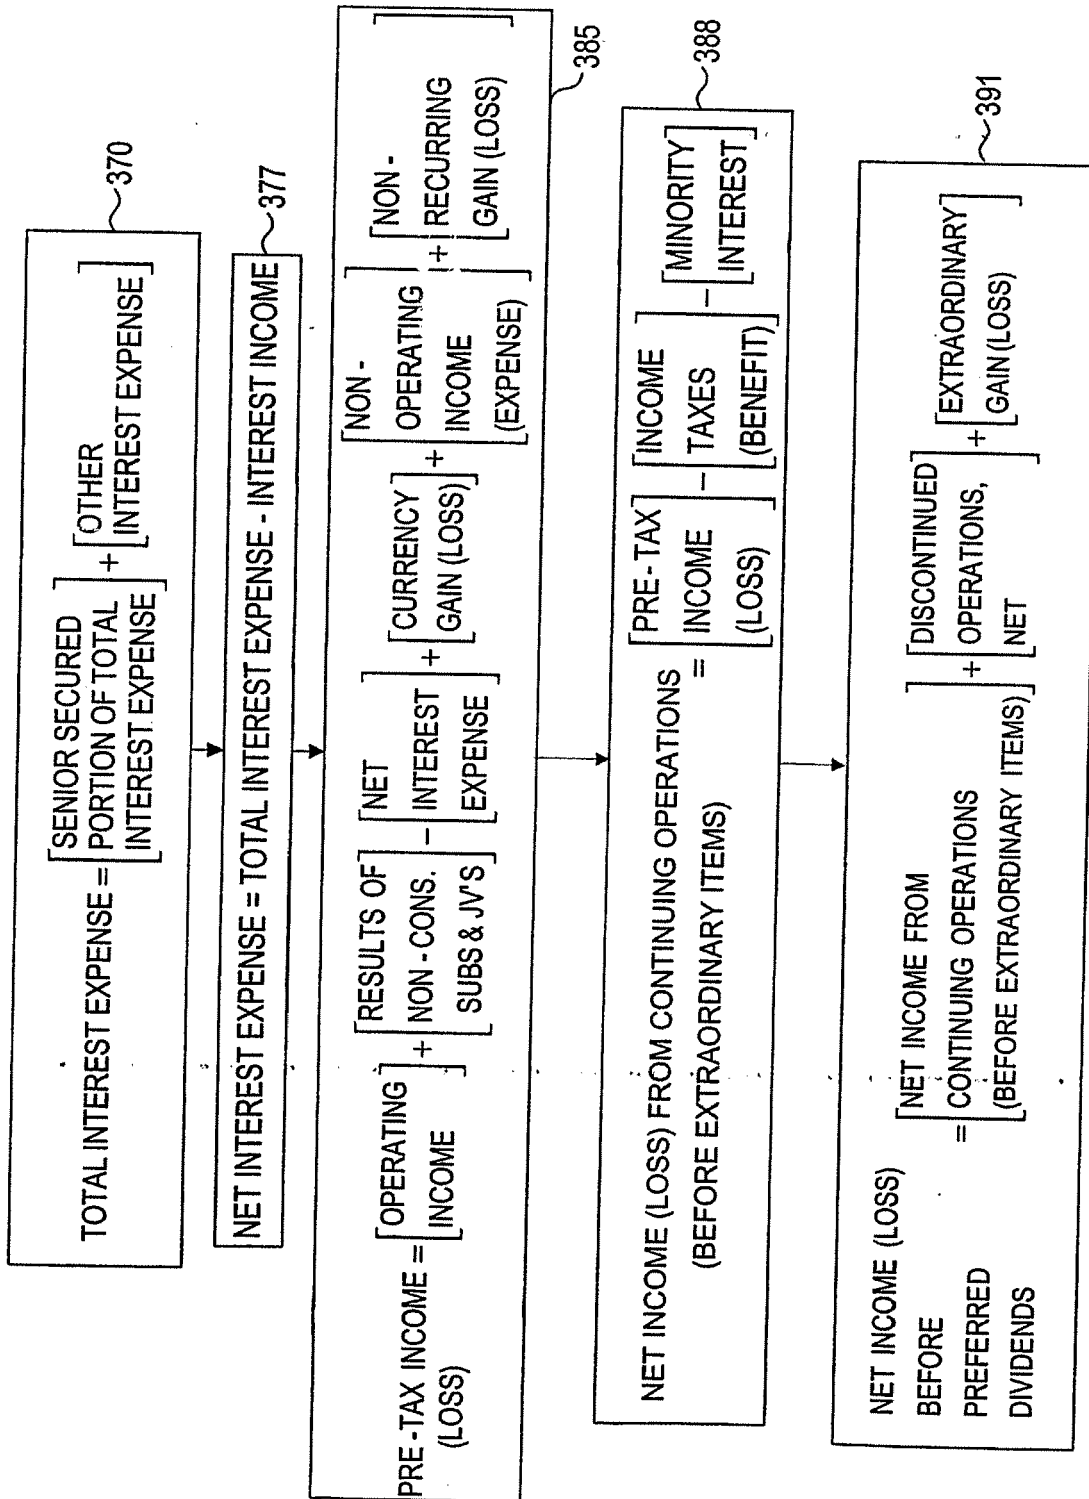 TOTAL INTEREST EXPENSE = [SENIOR SECURED PORTION OF TOTAL INTEREST EXPENSE] + [OTHER INTEREST EXPENSE]
370
NET INTEREST EXPENSE = TOTAL INTEREST EXPENSE - INTEREST INCOME
377
PRE-TAX INCOME (LOSS) = [OPERATING INCOME] + [RESULTS OF NON-CONS. SUBS & JV'S] - [NET INTEREST EXPENSE] + [CURRENCY GAIN (LOSS)] + [NON-OPERATING INCOME (EXPENSE)] + [NON-RECURRING GAIN (LOSS)]
385
NET INCOME (LOSS) FROM CONTINUING OPERATIONS (BEFORE EXTRAORDINARY ITEMS) = [PRE-TAX INCOME (LOSS)] - [INCOME TAXES (BENEFIT)] - [MINORITY INTEREST]
388
NET INCOME (LOSS) BEFORE PREFERRED DIVIDENDS = [NET INCOME FROM CONTINUING OPERATIONS (BEFORE EXTRAORDINARY ITEMS)] + [DISCONTINUED OPERATIONS, NET] + [EXTRAORDINARY GAIN (LOSS)]
391